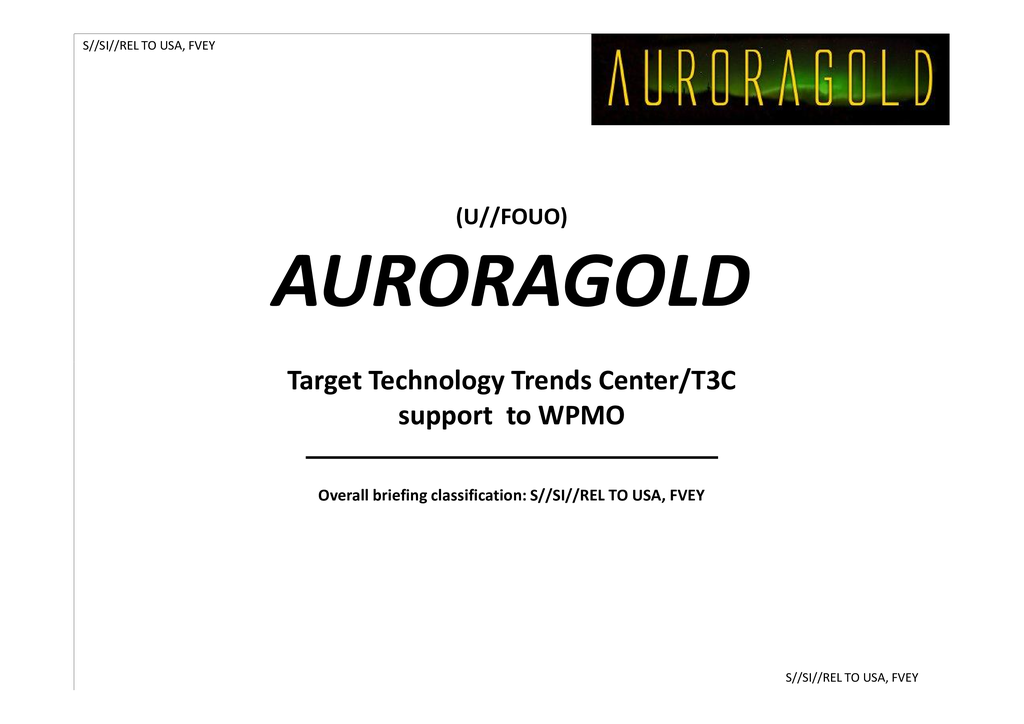 S//SI//REL TO USA, FVEY
AURORAGOLD
(U//FOUO)
AURORAGOLD
Target Technology Trends Center/T3C
support to WPMO
Overall briefing classification: S//SI//REL TO USA, FVEY
S//SI//REL TO USA, FVEY